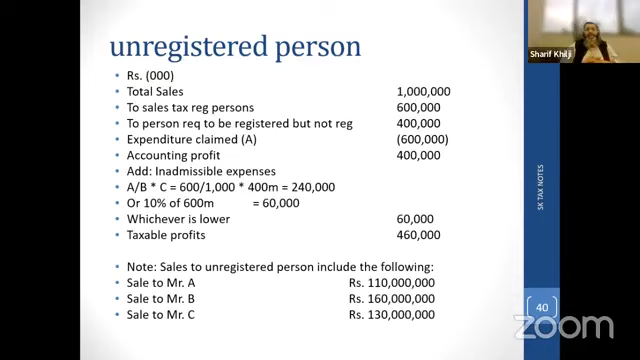 unregistered person
Sharif Khilji
• Rs. (000)
• Total Sales 1,000,000
• To sales tax reg persons 600,000
• To person req to be registered but not reg 400,000
• Expenditure claimed (A) (600,000)
• Accounting profit 400,000
• Add: Inadmissible expenses
• A/B * C = 600/1,000 * 400m = 240,000
• Or 10% of 600m = 60,000
• Whichever is lower 60,000
• Taxable profits 460,000
• Note: Sales to unregistered person include the following:
• Sale to Mr. A Rs. 110,000,000
• Sale to Mr. B Rs. 160,000,000
• Sale to Mr. C Rs. 130,000,000
SK TAX NOTES
40
zoom